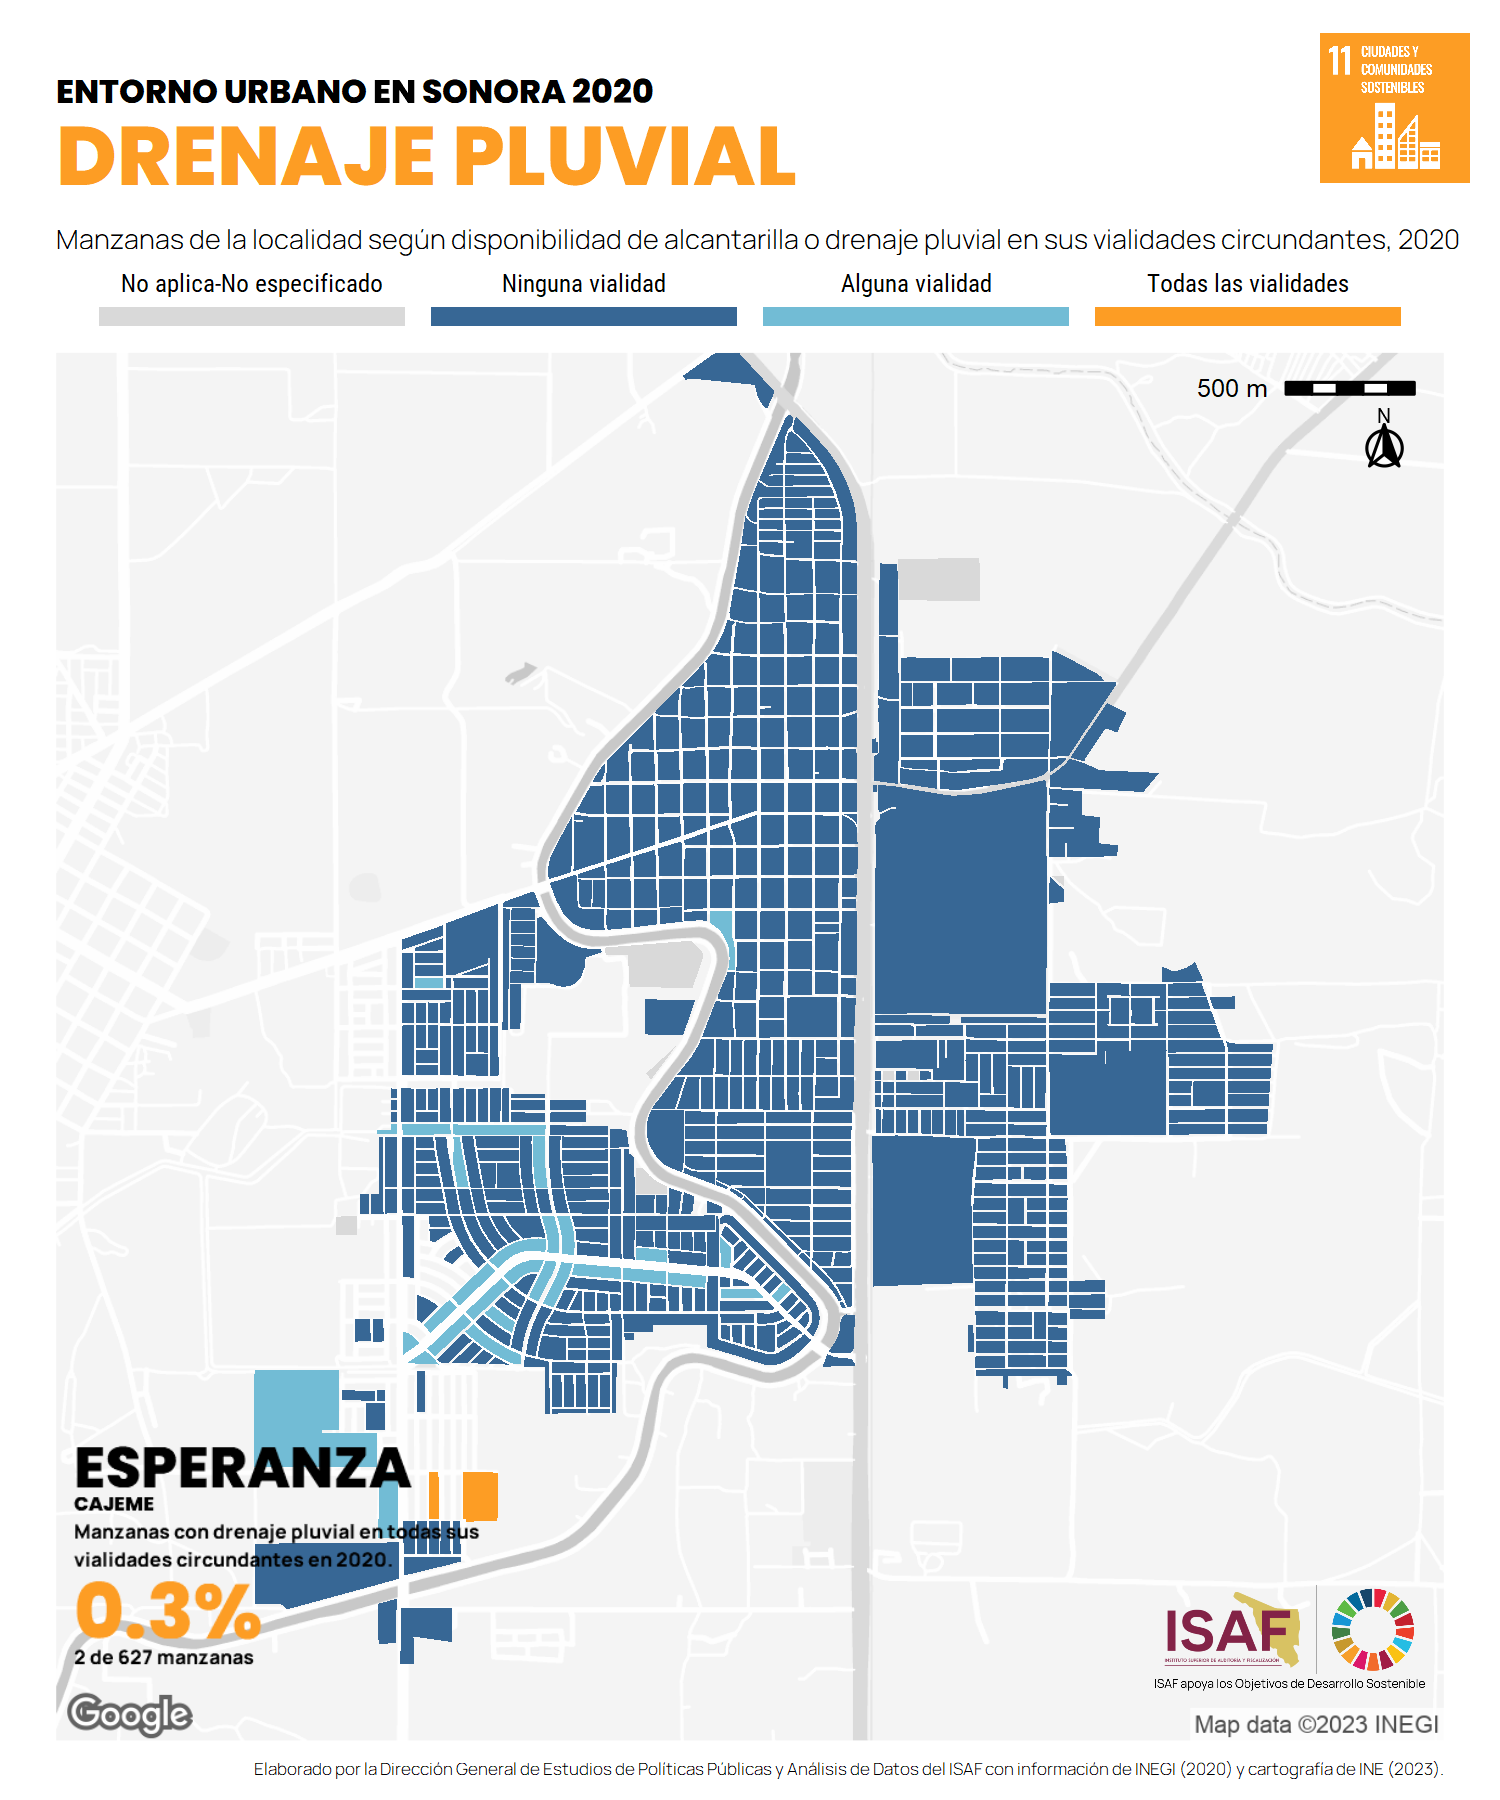 11 CIUDADES Y
COMUNIDADES
SOSTENIBLES
ENTORNO URBANO EN SONORA 2020
DRENAJE PLUVIAL
Manzanas de la localidad según disponibilidad de alcantarilla o drenaje pluvial en sus vialidades circundantes, 2020
No aplica-No especificado
Ninguna vialidad
Alguna vialidad
Todas las vialidades
500 m
N
ESPERANZA
CAJEME
Manzanas con drenaje pluvial en todas sus
vialidades circundantes en 2020.
0.3%
2 de 627 manzanas
Google
ISAF
INSTITUTO SUPERIOR DE AUDITORÍA Y FISCALIZACIÓN
ISAF apoya los Objetivos de Desarrollo Sostenible
Map data ©2023 INEGI
Elaborado por la Dirección General de Estudios de Políticas Públicas y Análisis de Datos del ISAF con información de INEGI (2020) y cartografía de INE (2023).